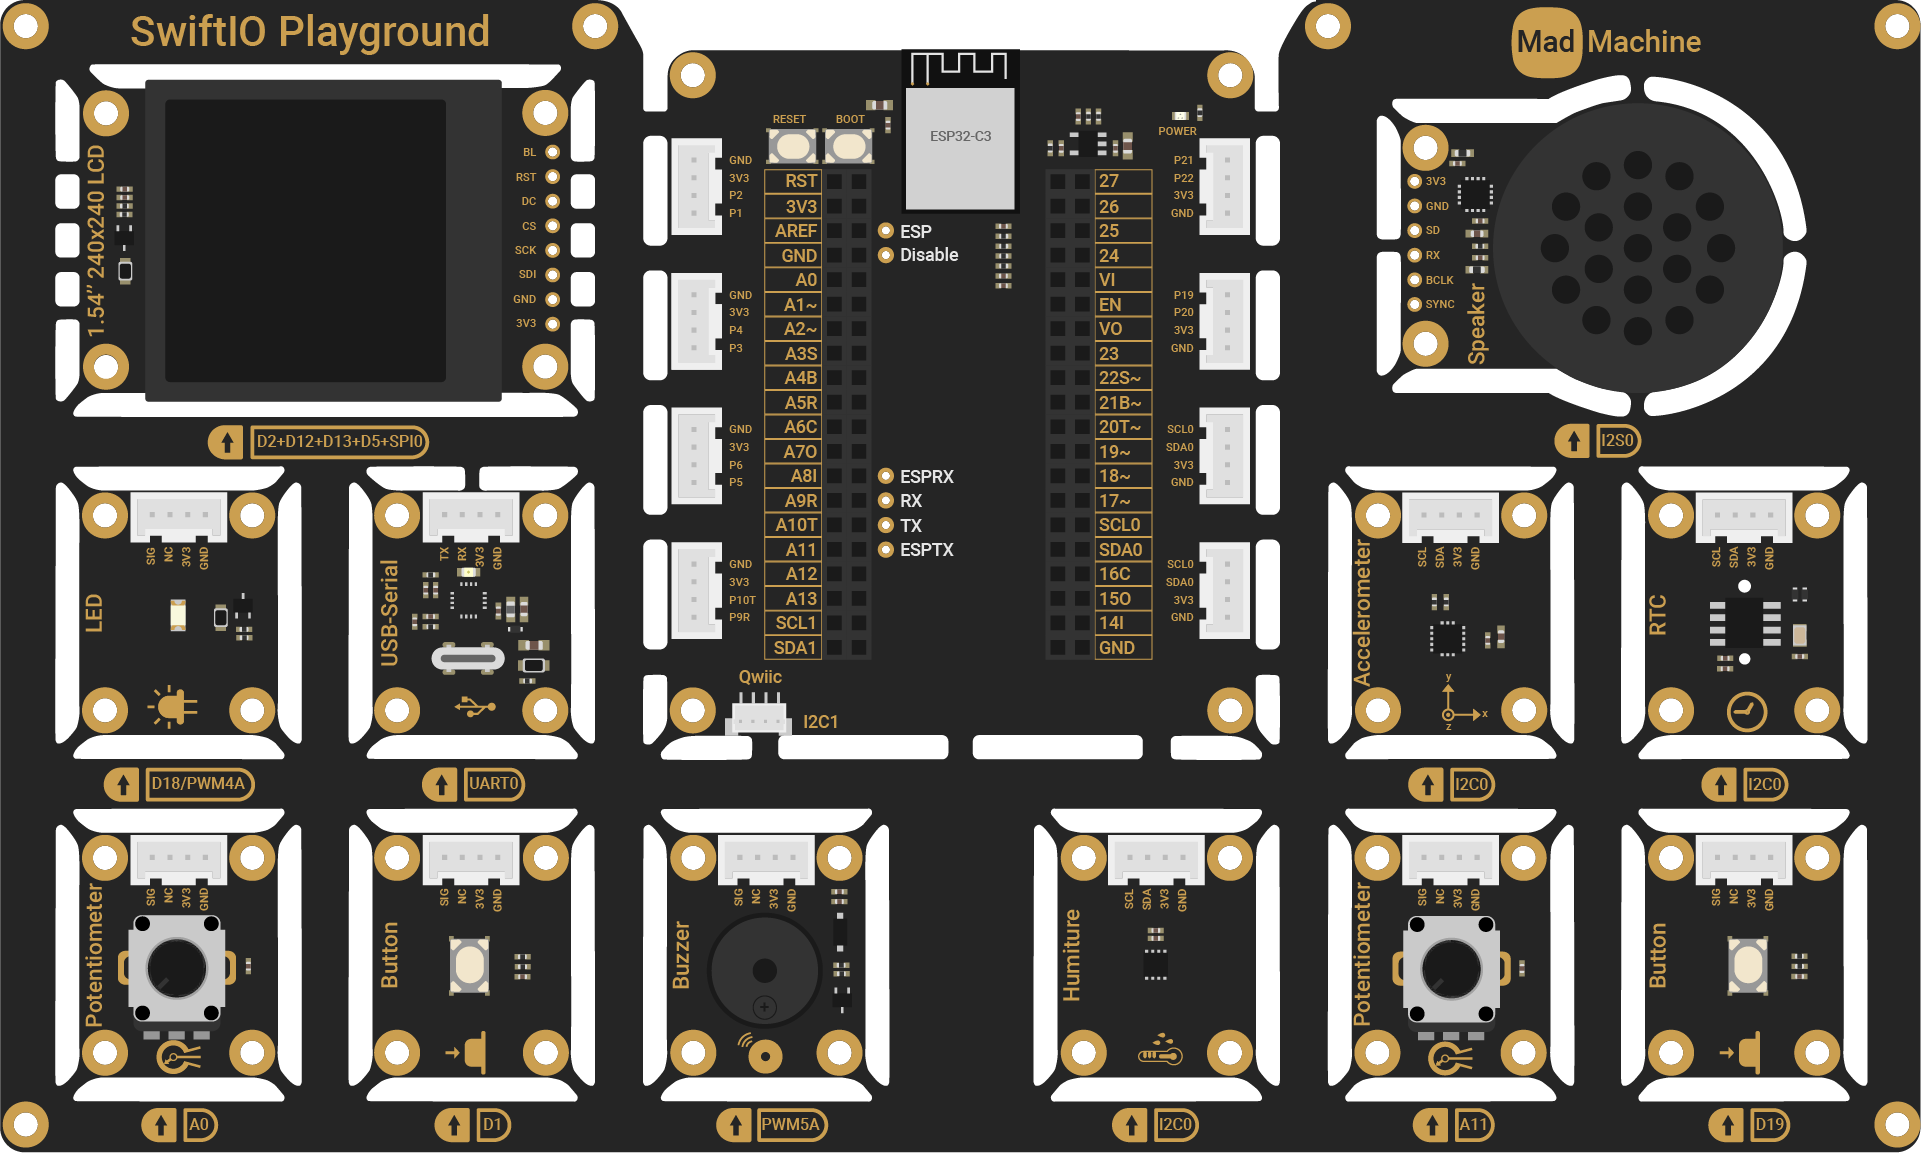 SwiftIO Playground
Mad Machine
1.54” 240x240 LCD
BL
RST
DC
CS
SCK
SDI
GND
3V3
D2+D12+D13+D5+SPI0
RESET
BOOT
ESP32-C3
POWER
GND
3V3
P2
P1
GND
3V3
P4
P3
GND
3V3
P6
P5
GND
3V3
P10T
P9R
RST
3V3
AREF
GND
A0
A1~
A2~
A3S
A4B
A5R
A6C
A7O
A8I
A9R
A10T
A11
A12
A13
SCL1
SDA1
ESP
Disable
ESPRX
RX
TX
ESPTX
27
26
25
24
VI
EN
VO
23
22S~
21B~
20T~
19~
18~
17~
SCL0
SDA0
16C
15O
14I
GND
P21
P22
3V3
GND
P19
P20
3V3
GND
SCL0
SDA0
3V3
GND
SCL0
SDA0
3V3
GND
Qwiic
I2C1
3V3
GND
SD
RX
BCLK
SYNC
Speaker
I2S0
SIG NC 3V3 GND
LED
D18/PWM4A
TX RX 3V3 GND
USB-Serial
UART0
SCL SDA 3V3 GND
Accelerometer
y
x
z
I2C0
SCL SDA 3V3 GND
RTC
I2C0
SIG NC 3V3 GND
Potentiometer
A0
SIG NC 3V3 GND
Button
D1
SIG NC 3V3 GND
Buzzer
PWM5A
SCL SDA 3V3 GND
Humiture
I2C0
SIG NC 3V3 GND
Potentiometer
A11
SIG NC 3V3 GND
Button
D19